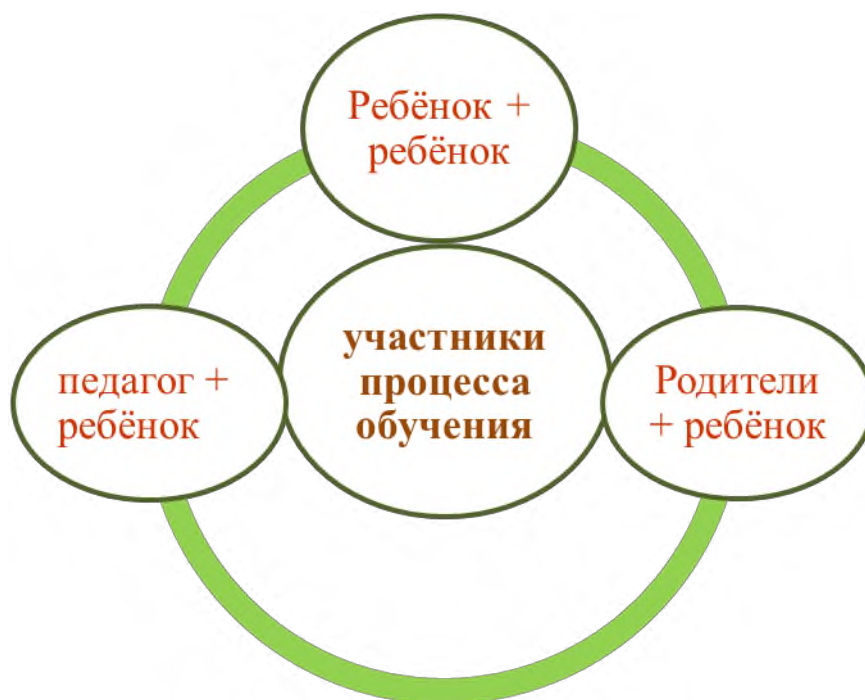 Ребёнок +
ребёнок
участники
процесса
обучения
педагог +
ребёнок
Родители
+ ребёнок